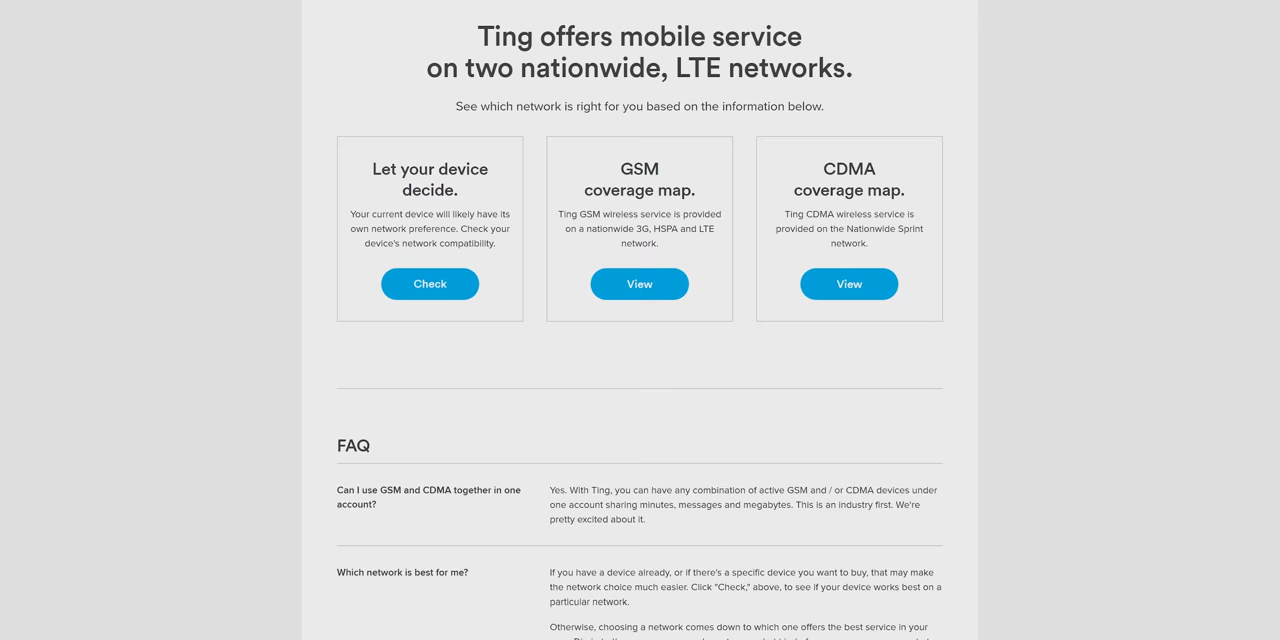 Ting offers mobile service
on two nationwide, LTE networks.
See which network is right for you based on the information below.
Let your device
decide.
Your current device will likely have its
own network preference. Check your
device's network compatibility.
Check
GSM
coverage map.
Ting GSM wireless service is provided
on a nationwide 3G, HSPA and LTE
network.
View
CDMA
coverage map.
Ting CDMA wireless service is
provided on the Nationwide Sprint
network.
View
FAQ
Can I use GSM and CDMA together in one
account?
Yes. With Ting, you can have any combination of active GSM and / or CDMA devices under
one account sharing minutes, messages and megabytes. This is an industry first. We're
pretty excited about it.
Which network is best for me?
If you have a device already, or if there's a specific device you want to buy, that may make
the network choice much easier. Click "Check," above, to see if your device works best on a
particular network.
Otherwise, choosing a network comes down to which one offers the best service in your